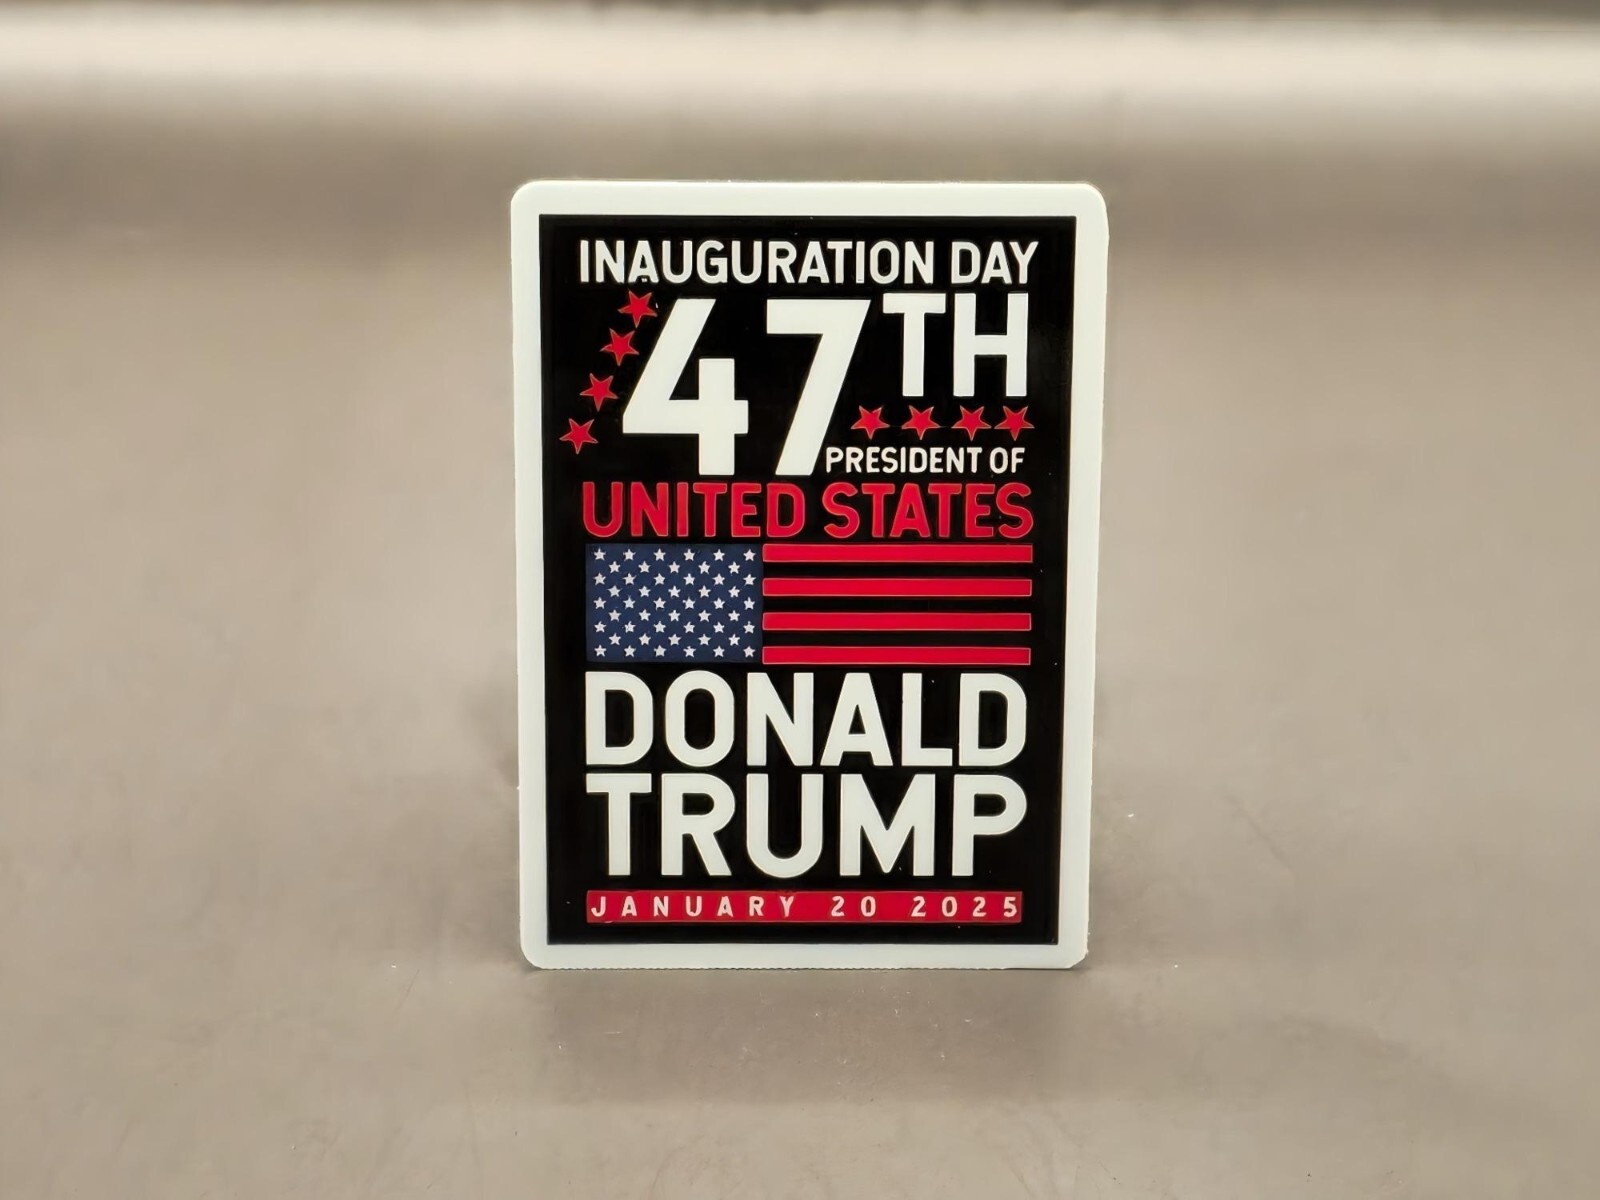 INAUGURATION DAY
47TH
PRESIDENT OF
UNITED STATES
DONALD
TRUMP
JANUARY 20 2025